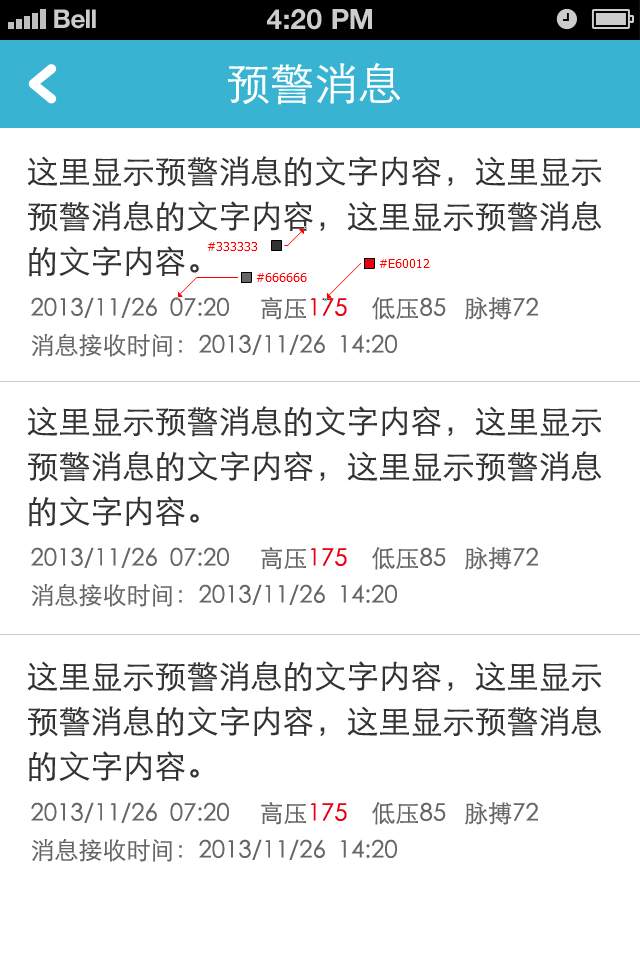 Bell 4:20 PM
预警消息
这里显示预警消息的文字内容，这里显示
预警消息的文字内容，这里显示预警消息
的文字内容。
#333333
#E60012
#666666
2013/11/26 07:20 高压175 低压85 脉搏72
消息接收时间：2013/11/26 14:20
这里显示预警消息的文字内容，这里显示
预警消息的文字内容，这里显示预警消息
的文字内容。
2013/11/26 07:20 高压175 低压85 脉搏72
消息接收时间：2013/11/26 14:20
这里显示预警消息的文字内容，这里显示
预警消息的文字内容，这里显示预警消息
的文字内容。
2013/11/26 07:20 高压175 低压85 脉搏72
消息接收时间：2013/11/26 14:20